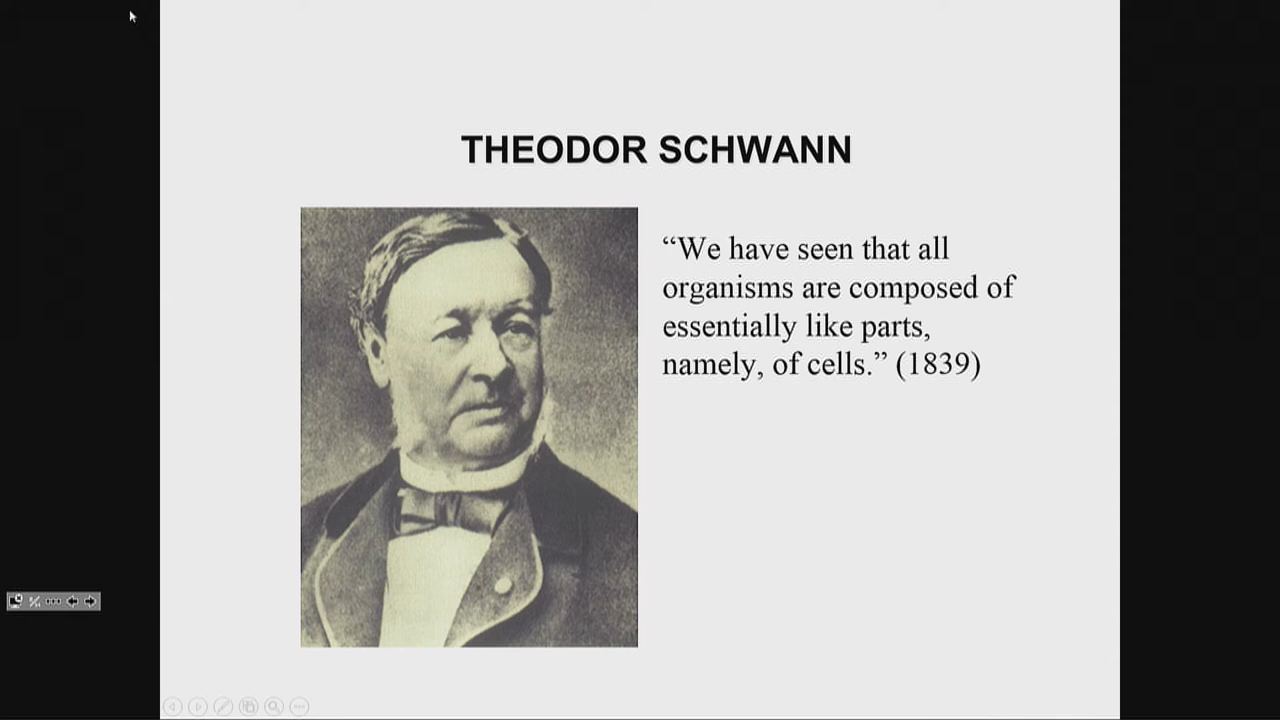 THEODOR SCHWANN
“We have seen that all
organisms are composed of
essentially like parts,
namely, of cells.” (1839)